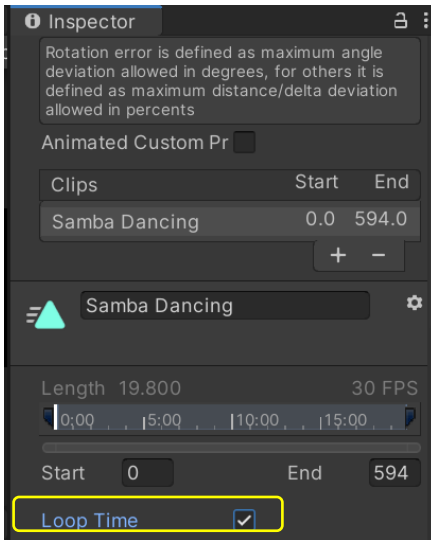 Inspector
Rotation error is defined as maximum angle
deviation allowed in degrees, for others it is
defined as maximum distance/delta deviation
allowed in percents
Animated Custom Pr
Clips Start End
Samba Dancing 0.0 594.0
+ −
Samba Dancing
Length 19.800 30 FPS
0;00 15;00 10;00 15;00
Start 0 End 594
Loop Time